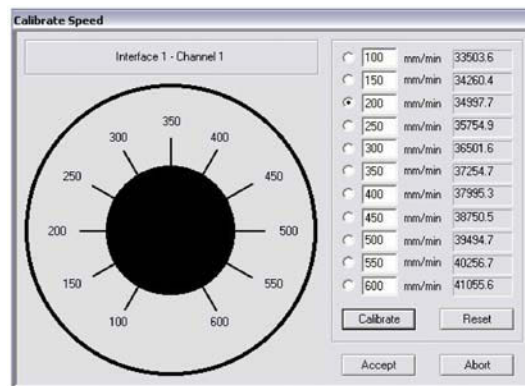 Calibrate Speed
Interface 1 - Channel 1
350
300
400
250
450
200
500
150
550
100
600
100 mm/min 33503.6
150 mm/min 34260.4
200 mm/min 34997.7
250 mm/min 35754.9
300 mm/min 36501.6
350 mm/min 37254.7
400 mm/min 37995.3
450 mm/min 38750.5
500 mm/min 39494.7
550 mm/min 40256.7
600 mm/min 41055.6
Calibrate Reset
Accept Abort